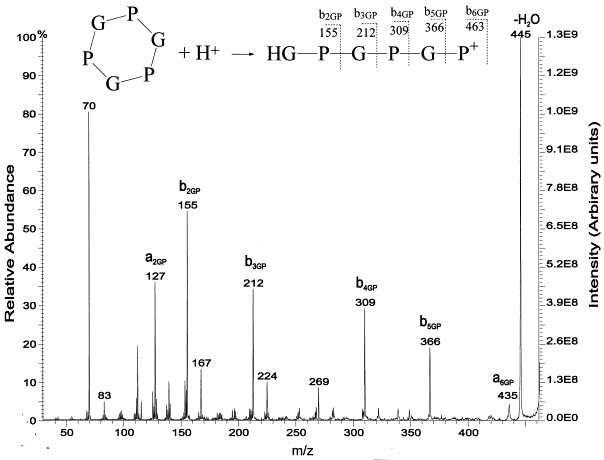 b2GP b3GP b4GP b5GP b6GP
155 212 309 366 463
-H2O
445
G P G P G P + H+ → HG P G P G P+
100% 1.3E9
90 1.2E9
80 1.0E9
70 9.1E8
60 7.8E8
50 6.5E8
40 5.2E8
30 3.9E8
20 2.6E8
10 1.3E8
0 0.0E0
70
83
a2GP
127
b2GP
155
167
b3GP
212
224
269
b4GP
309
b5GP
366
a6GP
435
50 100 150 200 250 300 350 400
m/z
Relative Abundance
Intensity (Arbirary units)